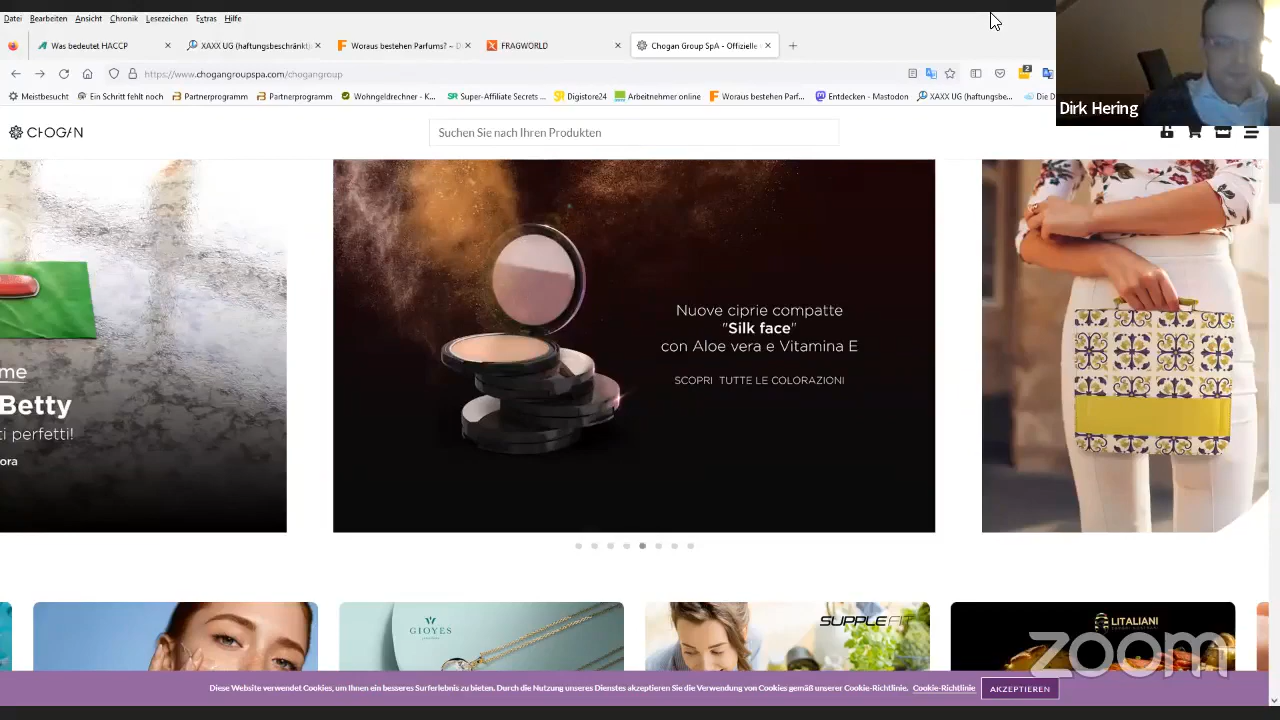 Datei Bearbeiten Ansicht Chronik Lesezeichen Extras Hilfe
Was bedeutet HACCP
XAXX UG (haftungsbeschränkt)
Woraus bestehen Parfums? – D
FRAGWORLD
Chogan Group SpA - Offizielle
https://www.chogangroupspa.com/chogangroup
2
Meistbesucht
Ein Schritt fehlt noch
Partnerprogramm
Partnerprogramm
Wohngeldrechner - K...
Super-Affiliate Secrets ...
Digistore24
Arbeitnehmer online
Woraus bestehen Parf...
Entdecken - Mastodon
XAXX UG (haftungsbe...
Die D
Dirk Hering
CHOGAN
Suchen Sie nach Ihren Produkten
me
Betty
ti perfetti!
ora
Nuove ciprie compatte
"Silk face"
con Aloe vera e Vitamina E
SCOPRI TUTTE LE COLORAZIONI
GIOYES
SUPPLEFIT
LITALIANI
zoom
Diese Website verwendet Cookies, um Ihnen ein besseres Surferlebnis zu bieten. Durch die Nutzung unseres Dienstes akzeptieren Sie die Verwendung von Cookies gemäß unserer Cookie-Richtlinie. Cookie-Richtlinie
AKZEPTIEREN